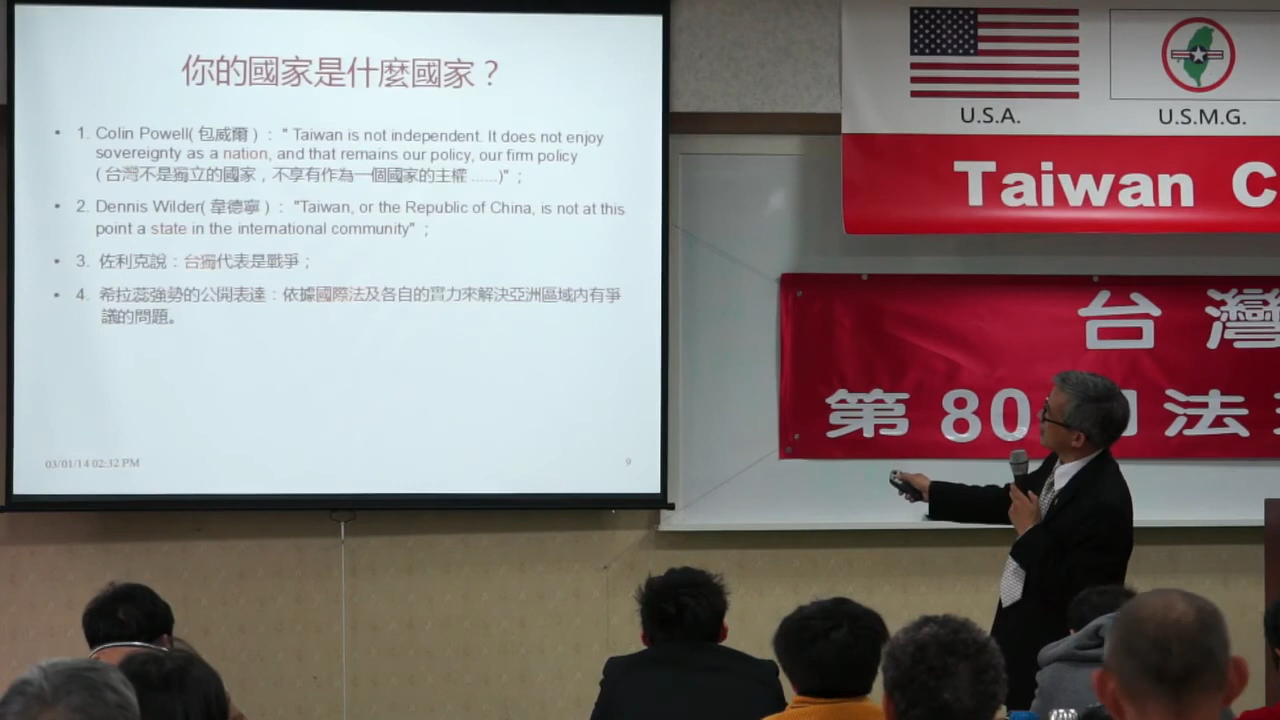 你的國家是什麼國家？
• 1. Colin Powell( 包威爾 ) : " Taiwan is not independent. It does not enjoy
sovereignty as a nation, and that remains our policy, our firm policy
( 台灣不是獨立的國家，不享有作為一個國家的主權 ......)" ;
• 2. Dennis Wilder( 韋德寧 ) : "Taiwan, or the Republic of China, is not at this
point a state in the international community" ;
• 3. 佐利克說：台獨代表是戰爭；
• 4. 希拉蕊強勢的公開表達：依據國際法及各自的實力來解決亞洲區域內有爭
議的問題。
03/01/14 02:32 PM
9
U.S.A.
U.S.M.G.
Taiwan C
台灣
第 80 法